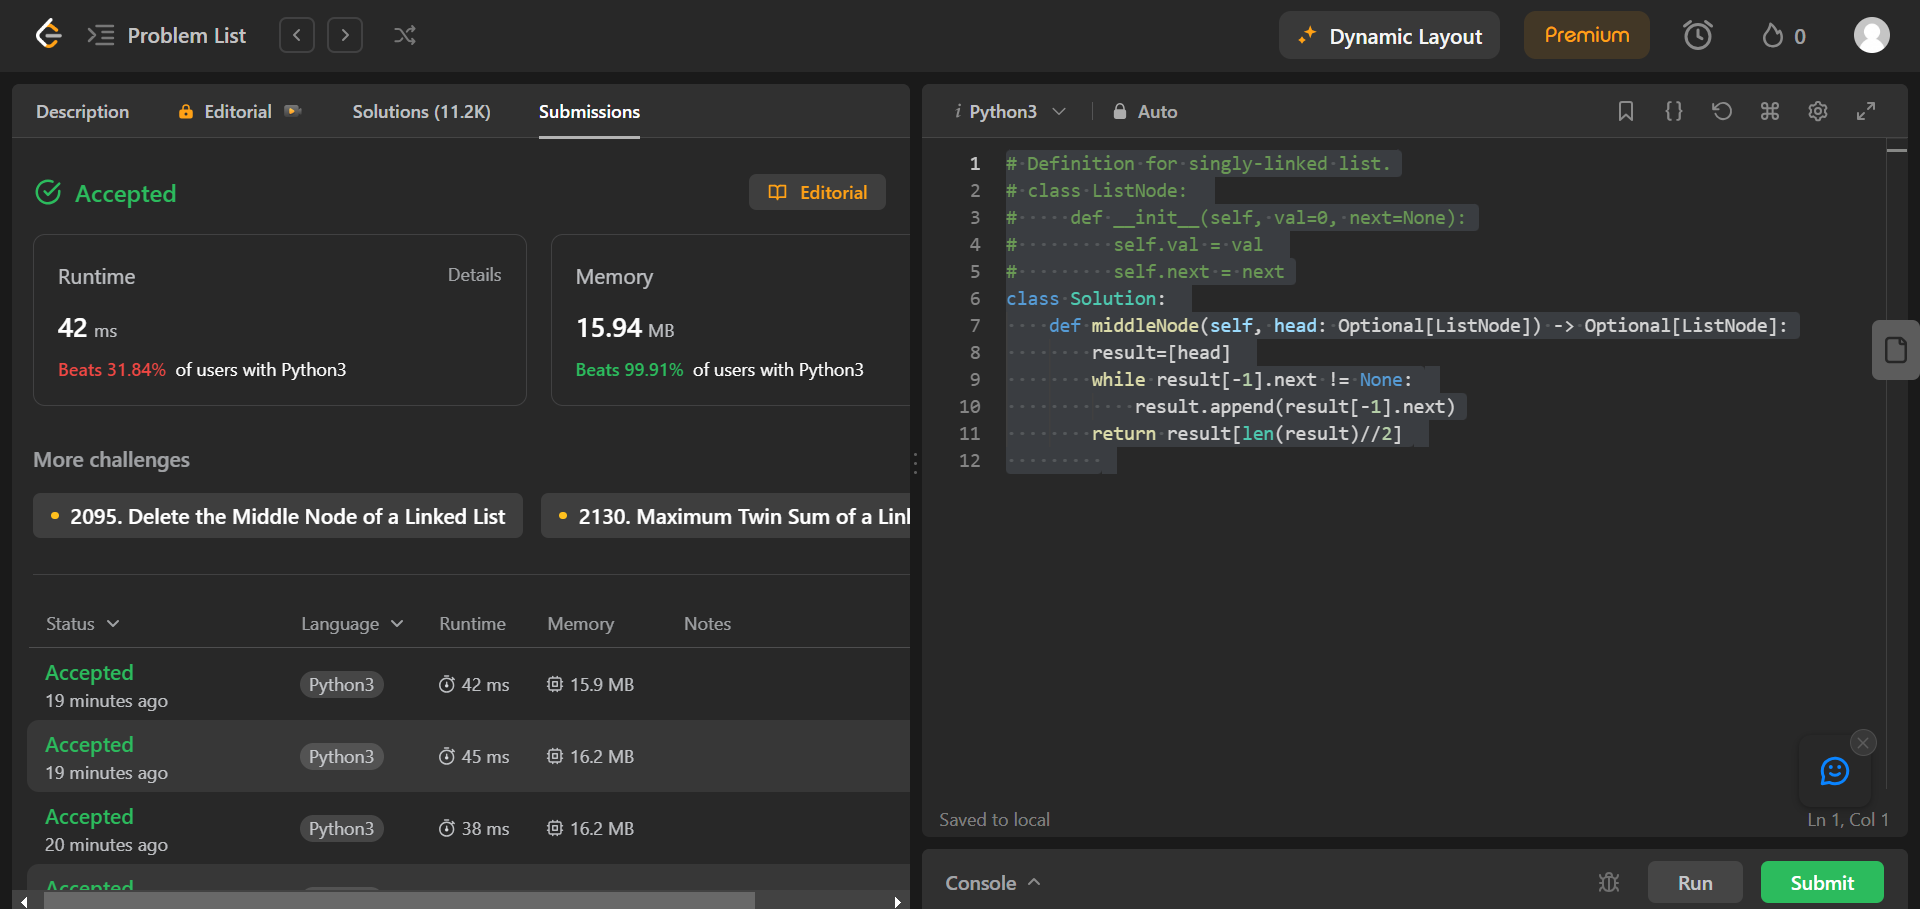 Problem List
Dynamic Layout
Premium
0
Description
Editorial
Solutions (11.2K)
Submissions
Accepted
Editorial
Runtime
Details
42 ms
Beats 31.84% of users with Python3
Memory
15.94 MB
Beats 99.91% of users with Python3
More challenges
2095. Delete the Middle Node of a Linked List
2130. Maximum Twin Sum of a Linl
Status
Language
Runtime
Memory
Notes
Accepted
19 minutes ago
Python3
42 ms
15.9 MB
Accepted
19 minutes ago
Python3
45 ms
16.2 MB
Accepted
20 minutes ago
Python3
38 ms
16.2 MB
Accepted
i Python3
Auto
1 # Definition for singly-linked list.
2 # class ListNode:
3 #     def __init__(self, val=0, next=None):
4 #         self.val = val
5 #         self.next = next
6 class Solution:
7     def middleNode(self, head: Optional[ListNode]) -> Optional[ListNode]:
8         result=[head]
9         while result[-1].next != None:
10             result.append(result[-1].next)
11         return result[len(result)//2]
12
Saved to local
Ln 1, Col 1
Console
Run
Submit